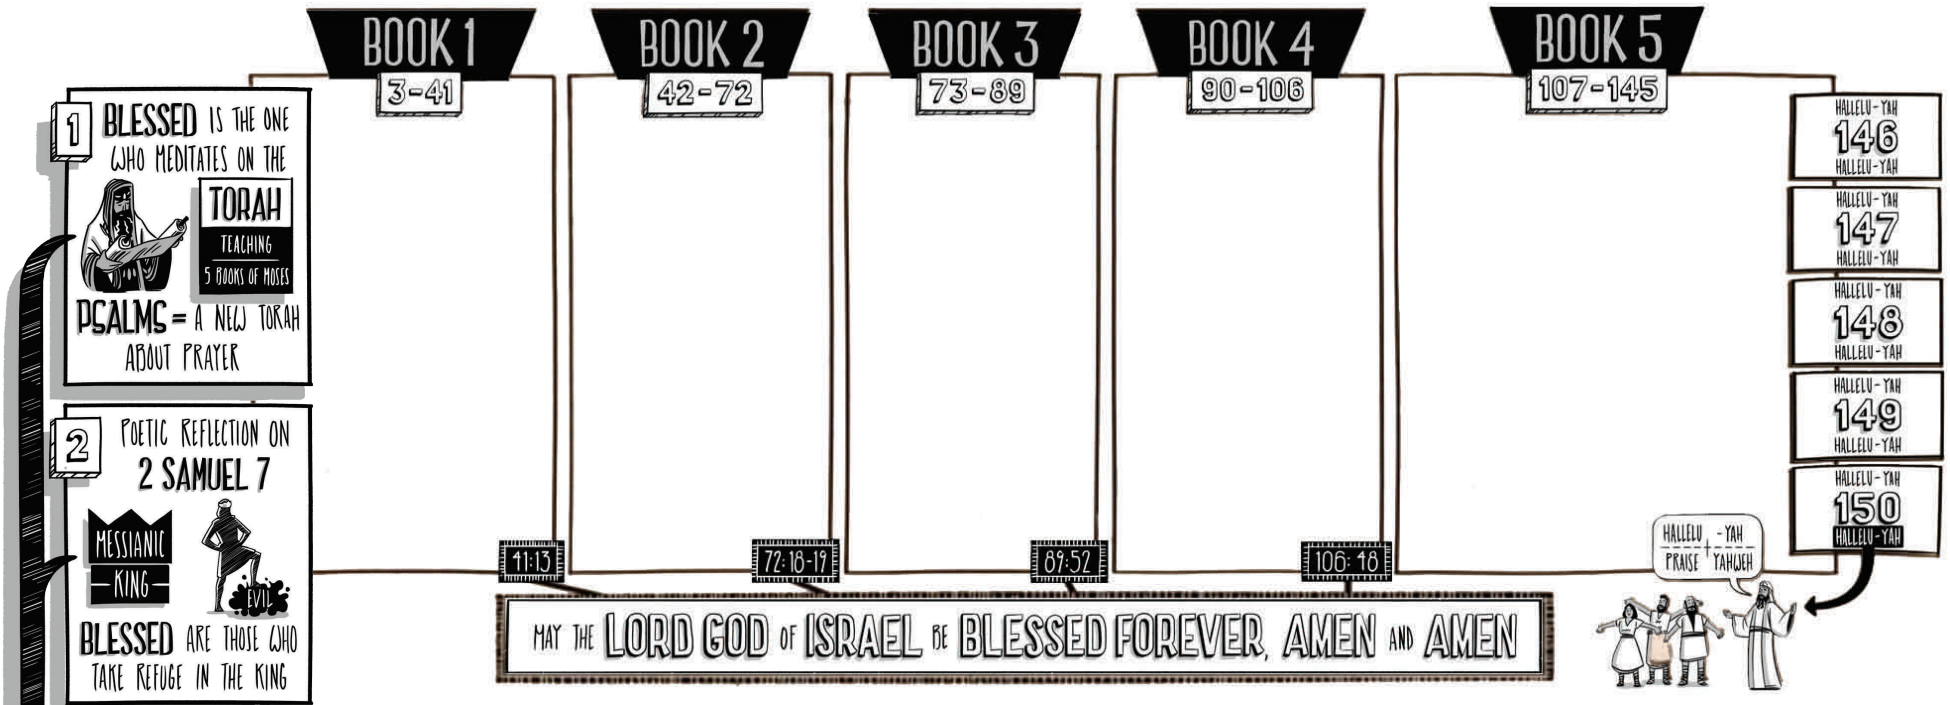 BOOK 1
3-41
BOOK 2
42-72
BOOK 3
73-89
BOOK 4
90-106
BOOK 5
107-145
1
BLESSED IS THE ONE
WHO MEDITATES ON THE
TORAH
TEACHING
5 BOOKS OF MOSES
PSALMS = A NEW TORAH
ABOUT PRAYER
2
POETIC REFLECTION ON
2 SAMUEL 7
MESSIANIC
KING
EVIL
BLESSED ARE THOSE WHO
TAKE REFUGE IN THE KING
41:13
72:18-19
89:52
106:48
MAY THE LORD GOD OF ISRAEL BE BLESSED FOREVER, AMEN AND AMEN
HALLELU-YAH
146
HALLELU-YAH
HALLELU-YAH
147
HALLELU-YAH
HALLELU-YAH
148
HALLELU-YAH
HALLELU-YAH
149
HALLELU-YAH
HALLELU-YAH
150
HALLELU-YAH
HALLELU -YAH
PRAISE + YAHWEH